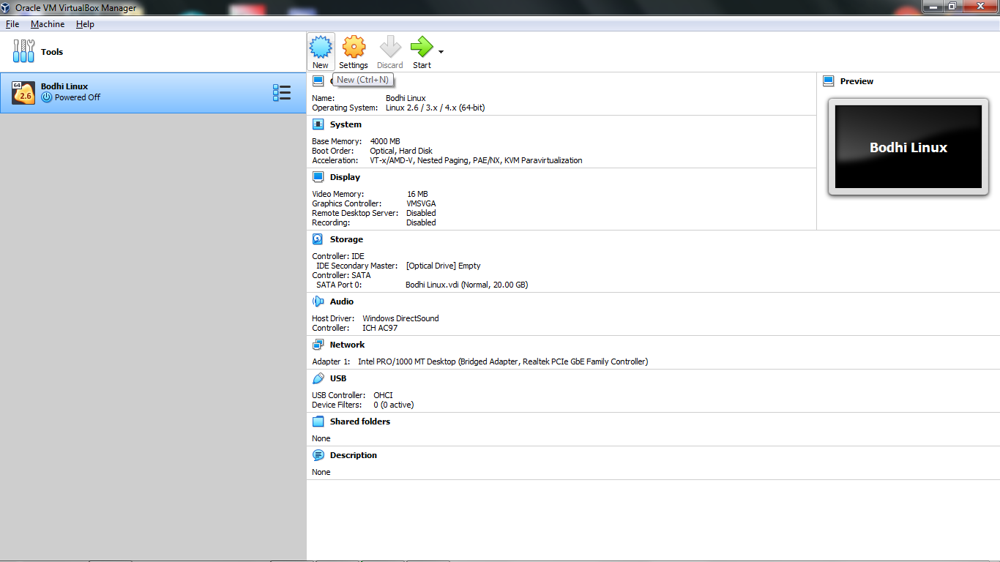 Oracle VM VirtualBox Manager
File Machine Help
Tools
New Settings Discard Start
New (Ctrl+N)
64
2.6
Bodhi Linux
Powered Off
Name: Bodhi Linux
Operating System: Linux 2.6 / 3.x / 4.x (64-bit)
System
Base Memory: 4000 MB
Boot Order: Optical, Hard Disk
Acceleration: VT-x/AMD-V, Nested Paging, PAE/NX, KVM Paravirtualization
Display
Video Memory: 16 MB
Graphics Controller: VMSVGA
Remote Desktop Server: Disabled
Recording: Disabled
Storage
Controller: IDE
IDE Secondary Master: [Optical Drive] Empty
Controller: SATA
SATA Port 0: Bodhi Linux.vdi (Normal, 20.00 GB)
Audio
Host Driver: Windows DirectSound
Controller: ICH AC97
Network
Adapter 1: Intel PRO/1000 MT Desktop (Bridged Adapter, Realtek PCIe GbE Family Controller)
USB
USB Controller: OHCI
Device Filters: 0 (0 active)
Shared folders
None
Description
None
Preview
Bodhi Linux